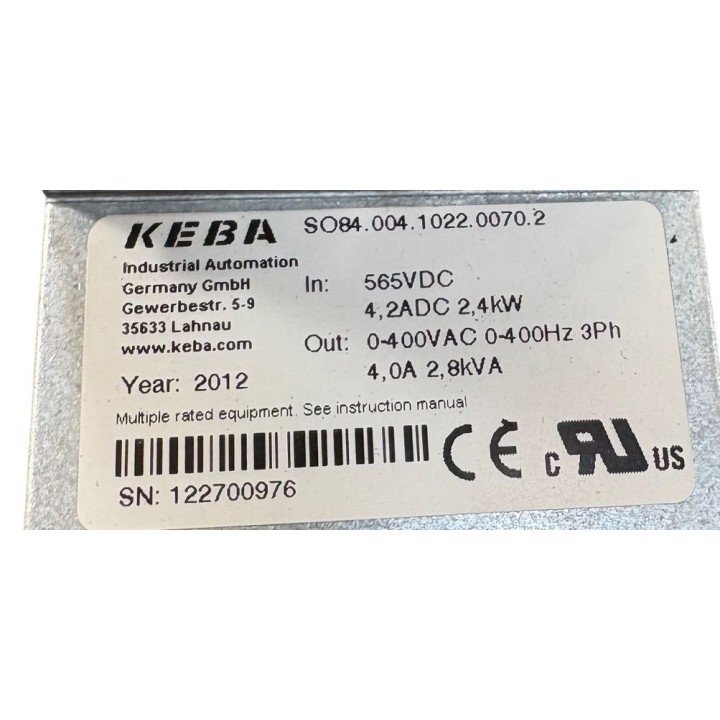 KEBA SO84.004.1022.0070.2
Industrial Automation
Germany GmbH
Gewerbestr. 5-9
35633 Lahnau
www.keba.com
In: 565VDC
4,2ADC 2,4kW
Out: 0-400VAC 0-400Hz 3Ph
4,0A 2,8kVA
Year: 2012
Multiple rated equipment. See instruction manual
CE c RU US
SN: 122700976